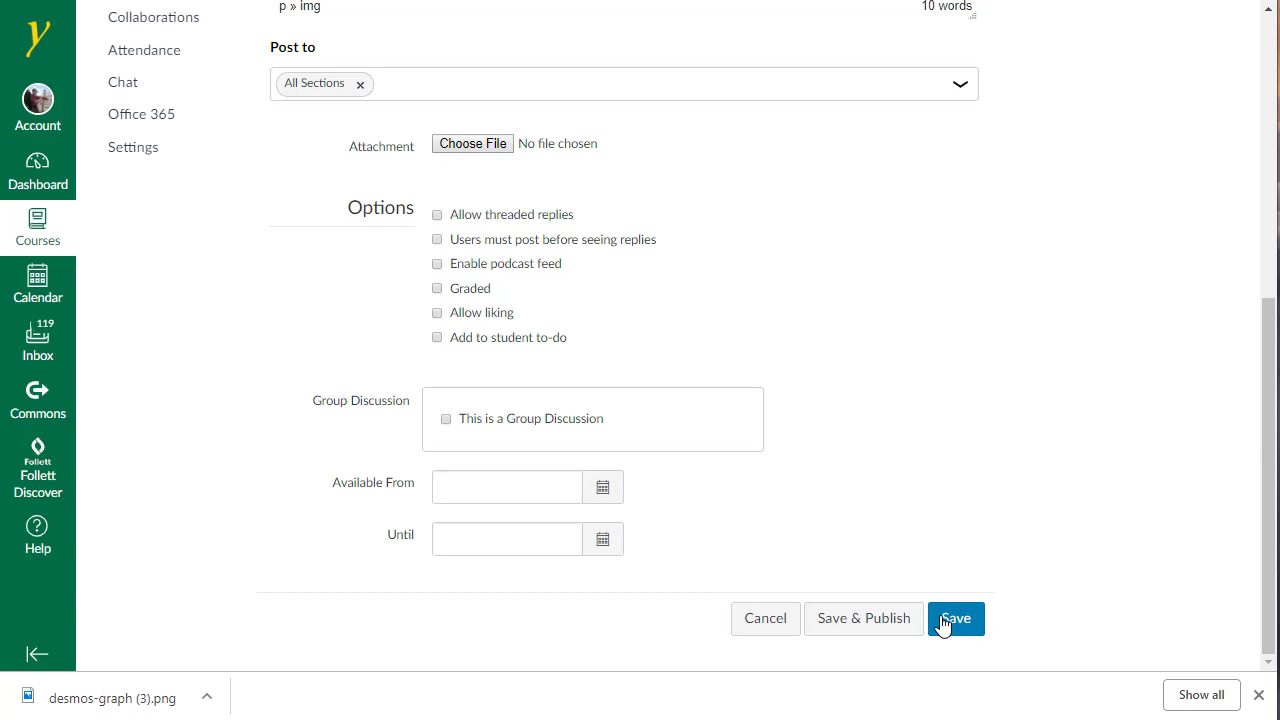 y
Account
Dashboard
Courses
Calendar
119
Inbox
Commons
Follett
Follett
Discover
Help
Collaborations
Attendance
Chat
Office 365
Settings
p » img
10 words
Post to
All Sections ×
Attachment
Choose File No file chosen
Options
Allow threaded replies
Users must post before seeing replies
Enable podcast feed
Graded
Allow liking
Add to student to-do
Group Discussion
This is a Group Discussion
Available From
Until
Cancel
Save & Publish
Save
desmos-graph (3).png
Show all